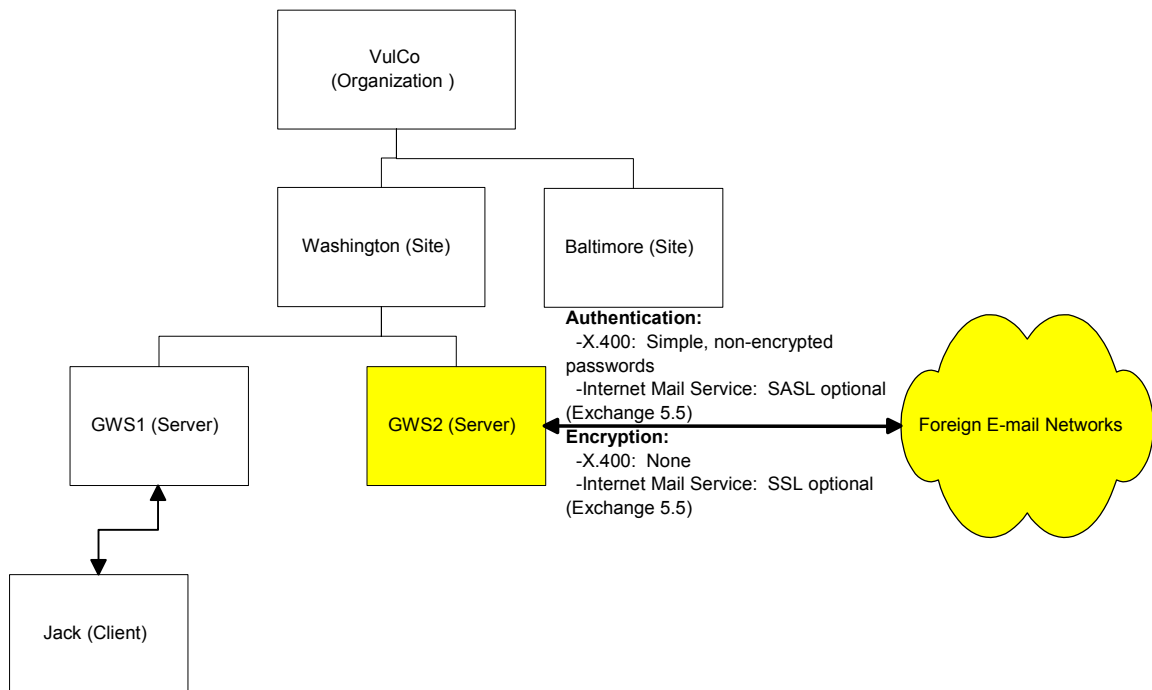 VulCo
(Organization )
Washington (Site)
Baltimore (Site)
Authentication:
-X.400:  Simple, non-encrypted
passwords
-Internet Mail Service:  SASL optional
(Exchange 5.5)
GWS1 (Server)
GWS2 (Server)
Foreign E-mail Networks
Encryption:
-X.400:  None
-Internet Mail Service:  SSL optional
(Exchange 5.5)
Jack (Client)